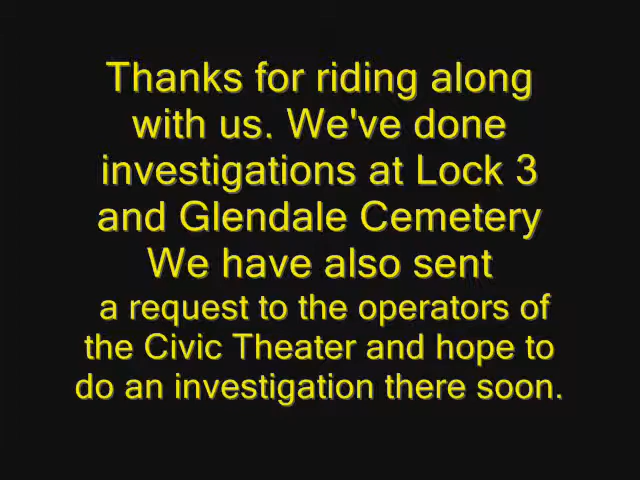 Thanks for riding along
with us. We've done
investigations at Lock 3
and Glendale Cemetery
We have also sent
a request to the operators of
the Civic Theater and hope to
do an investigation there soon.